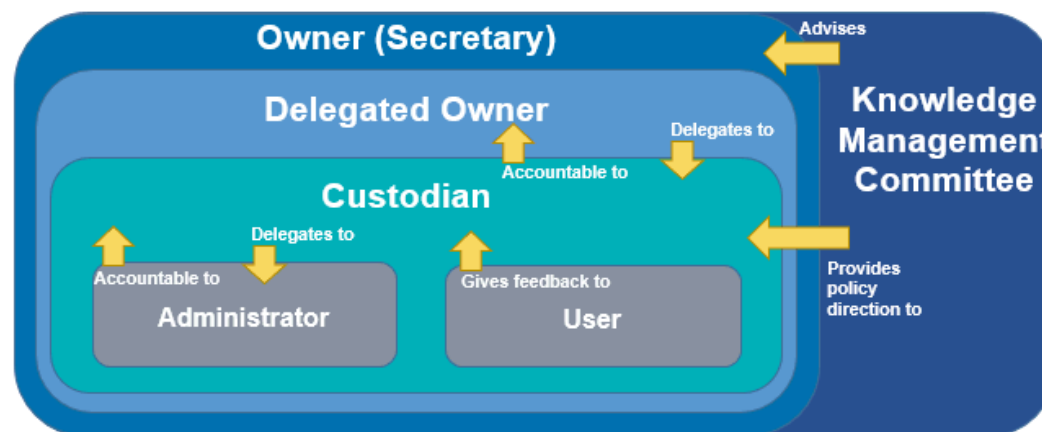 Owner (Secretary)
Advises
Delegated Owner
Knowledge
Management
Committee
Delegates to
Accountable to
Custodian
Delegates to
Accountable to
Gives feedback to
Provides
policy
direction to
Administrator
User